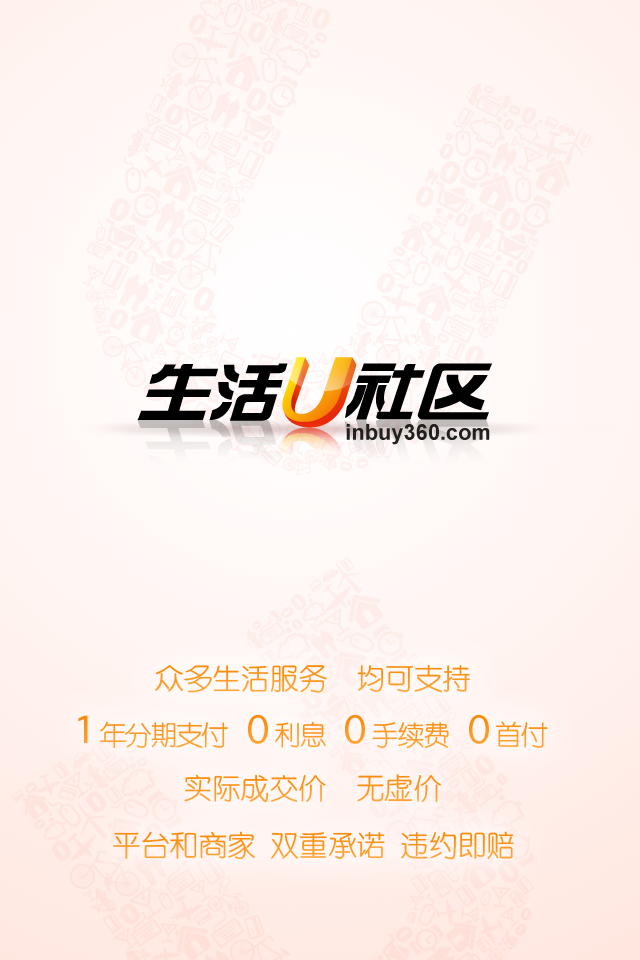 生活U社区
inbuy360.com
众多生活服务 均可支持
1年分期支付 0利息 0手续费 0首付
实际成交价 无虚价
平台和商家 双重承诺 违约即赔